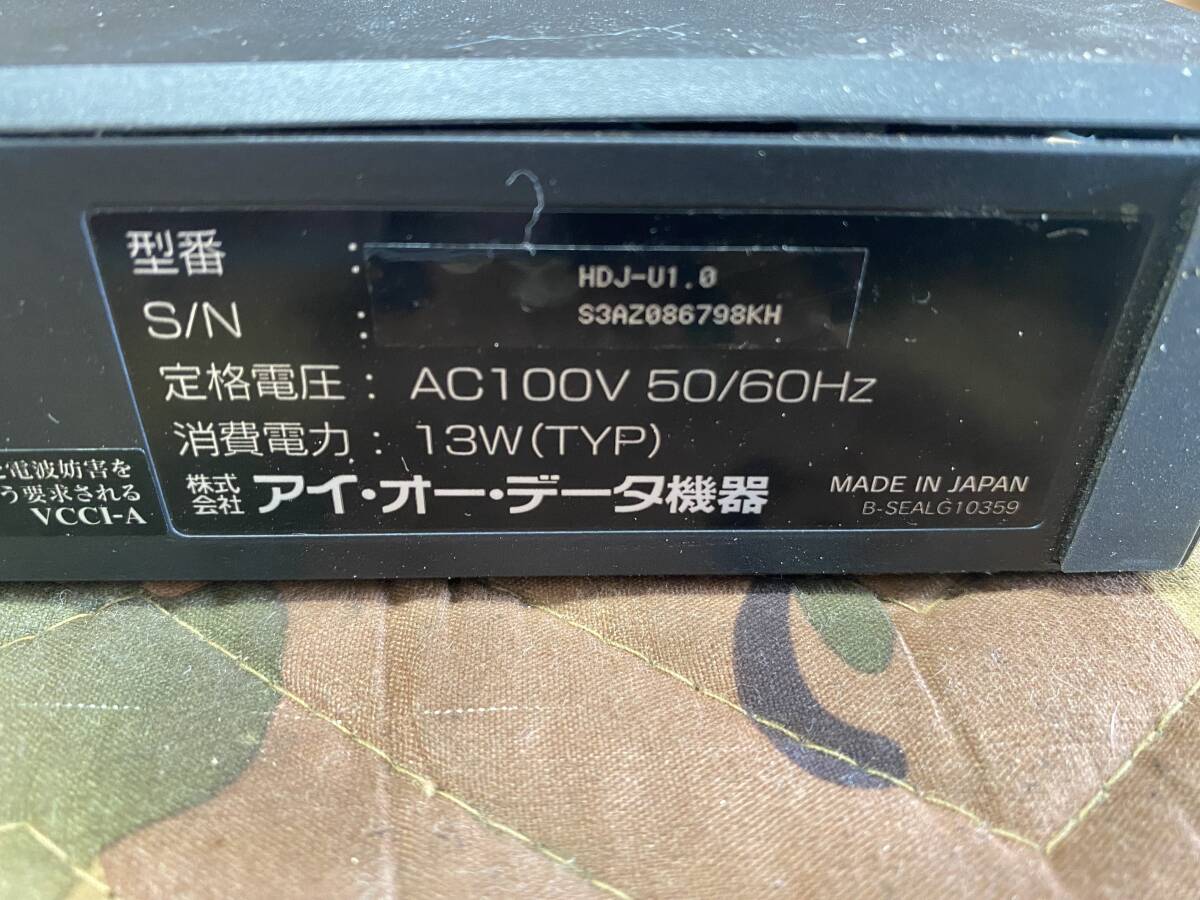 型番 : HDJ-U1.0
S/N : S3AZ086798KH
定格電圧 : AC100V 50/60Hz
消費電力 : 13W(TYP)
株式会社 アイ・オー・データ機器
MADE IN JAPAN
B-SEALG10359
電波妨害を
う要求される
VCCI-A